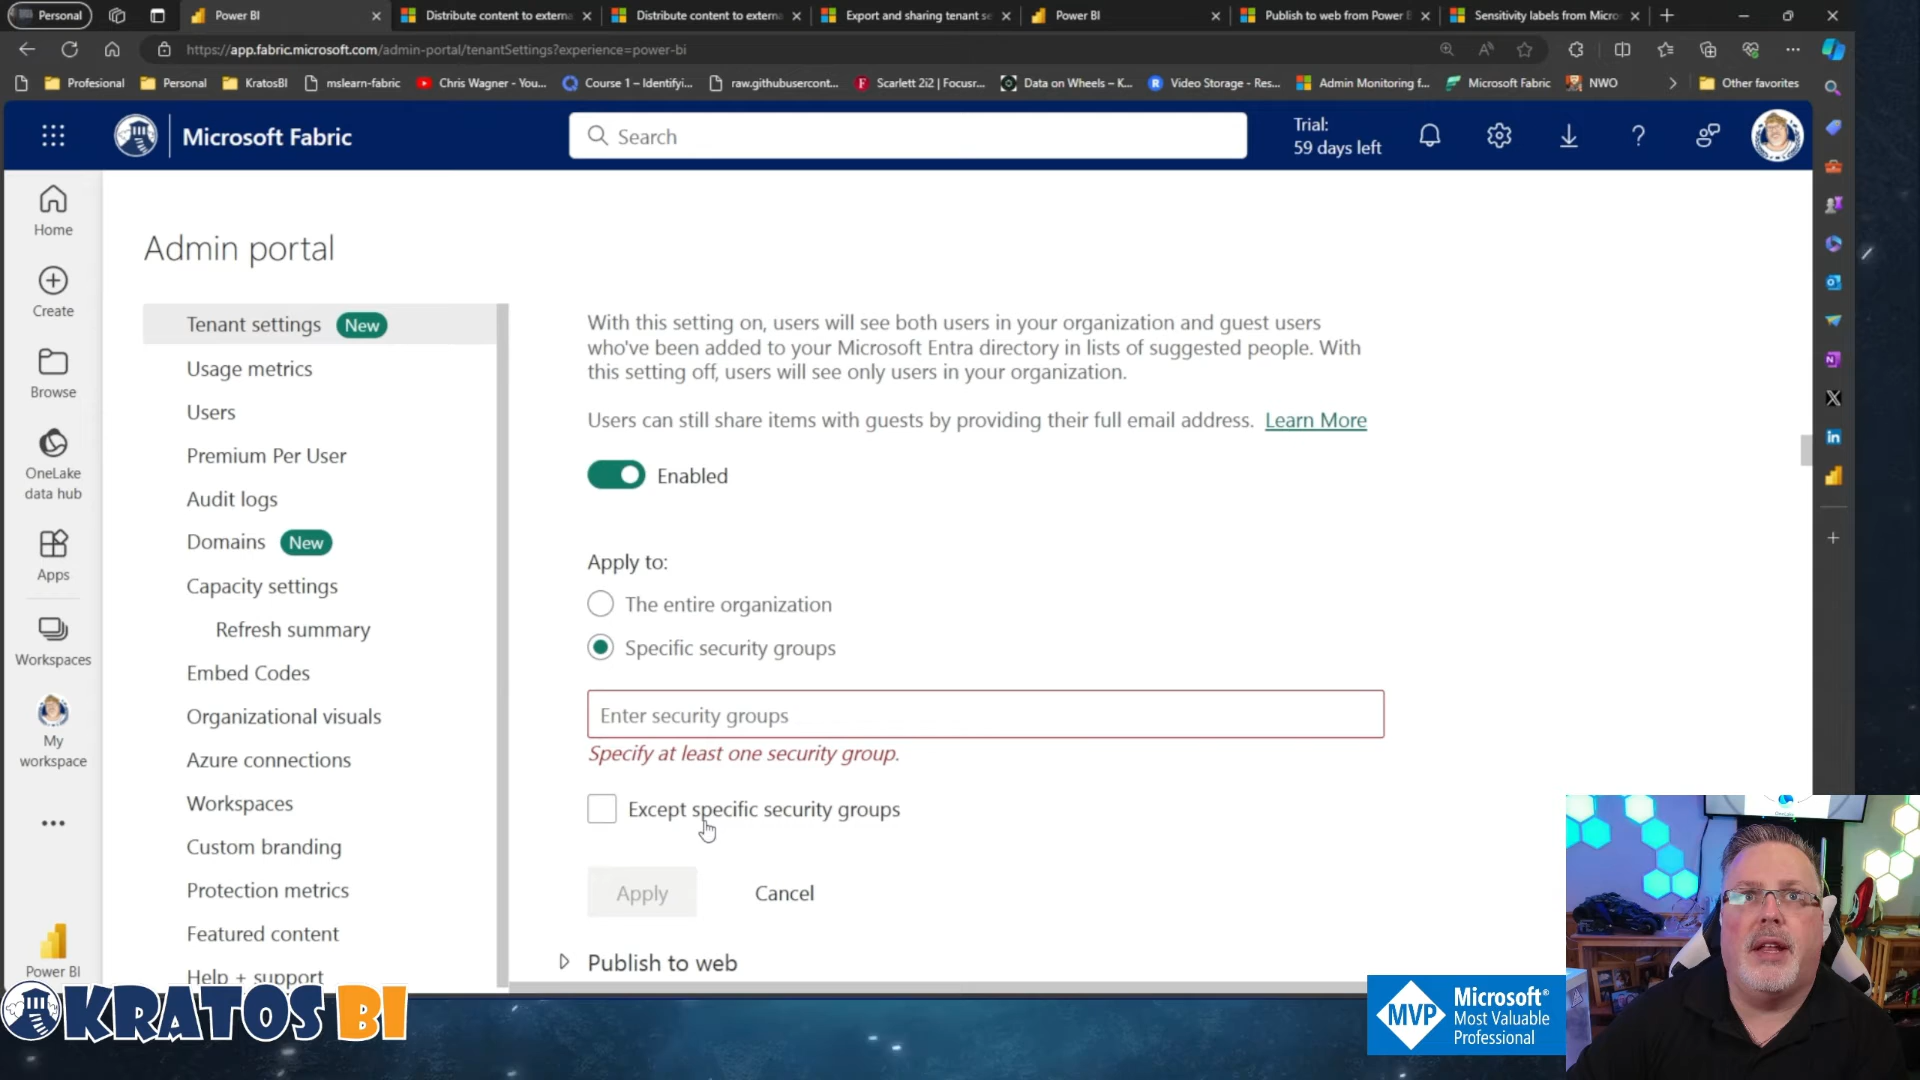 Personal
Power BI
Distribute content to externa
Distribute content to externa
Export and sharing tenant se
Power BI
Publish to web from Power B
Sensitivity labels from Micro
https://app.fabric.microsoft.com/admin-portal/tenantSettings?experience=power-bi
Profesional
Personal
KratosBI
mslearn-fabric
Chris Wagner - You...
Course 1 – Identifyi...
raw.githubusercont...
Scarlett 2i2 | Focusr...
Data on Wheels – K...
Video Storage - Res...
Admin Monitoring f...
Microsoft Fabric
NWO
Other favorites
Microsoft Fabric
Search
Trial:
59 days left
Home
Create
Browse
OneLake
data hub
Apps
Workspaces
My
workspace
Power BI
Admin portal
Tenant settings New
Usage metrics
Users
Premium Per User
Audit logs
Domains New
Capacity settings
Refresh summary
Embed Codes
Organizational visuals
Azure connections
Workspaces
Custom branding
Protection metrics
Featured content
Help + support
With this setting on, users will see both users in your organization and guest users
who've been added to your Microsoft Entra directory in lists of suggested people. With
this setting off, users will see only users in your organization.
Users can still share items with guests by providing their full email address. Learn More
Enabled
Apply to:
The entire organization
Specific security groups
Enter security groups
Specify at least one security group.
Except specific security groups
Apply
Cancel
Publish to web
KRATOS BI
MVP
Microsoft®
Most Valuable
Professional